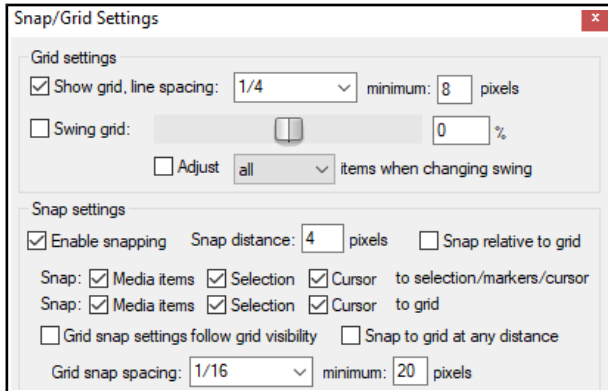 Snap/Grid Settings
x
Grid settings
Show grid, line spacing: 1/4 minimum: 8 pixels
Swing grid: 0 %
Adjust all items when changing swing
Snap settings
Enable snapping Snap distance: 4 pixels Snap relative to grid
Snap: Media items Selection Cursor to selection/markers/cursor
Snap: Media items Selection Cursor to grid
Grid snap settings follow grid visibility Snap to grid at any distance
Grid snap spacing: 1/16 minimum: 20 pixels